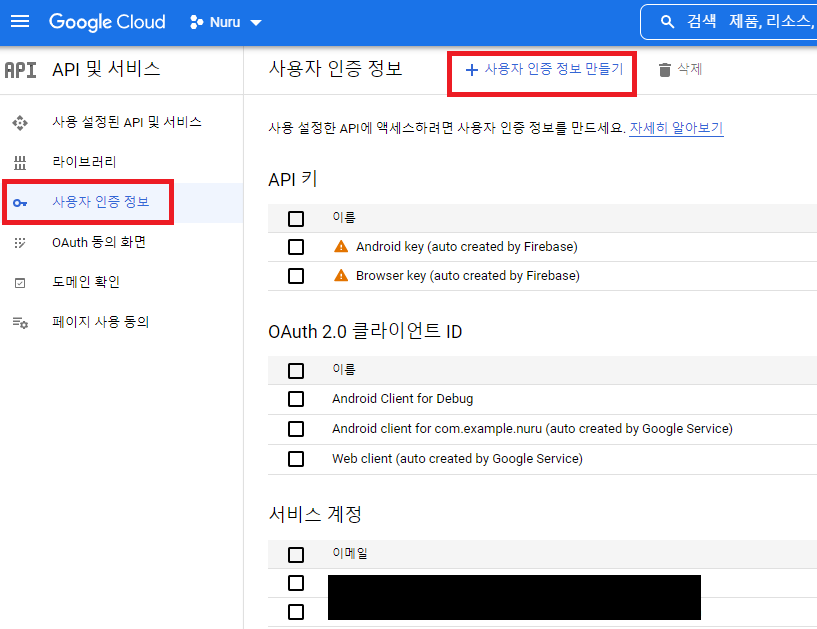 Google Cloud
Nuru
검색 제품, 리소스,
API API 및 서비스
사용자 인증 정보
+ 사용자 인증 정보 만들기
삭제
사용 설정된 API 및 서비스
라이브러리
사용자 인증 정보
OAuth 동의 화면
도메인 확인
페이지 사용 동의
사용 설정한 API에 액세스하려면 사용자 인증 정보를 만드세요. 자세히 알아보기
API 키
이름
Android key (auto created by Firebase)
Browser key (auto created by Firebase)
OAuth 2.0 클라이언트 ID
이름
Android Client for Debug
Android client for com.example.nuru (auto created by Google Service)
Web client (auto created by Google Service)
서비스 계정
이메일